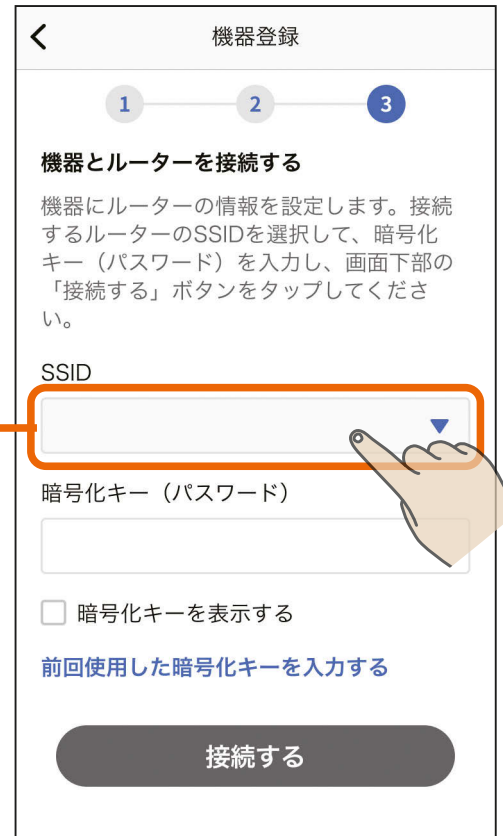 機器登録
1 2 3
機器とルーターを接続する
機器にルーターの情報を設定します。接続
するルーターのSSIDを選択して、暗号化
キー（パスワード）を入力し、画面下部の
「接続する」ボタンをタップしてくださ
い。
SSID
暗号化キー（パスワード）
暗号化キーを表示する
前回使用した暗号化キーを入力する
接続する